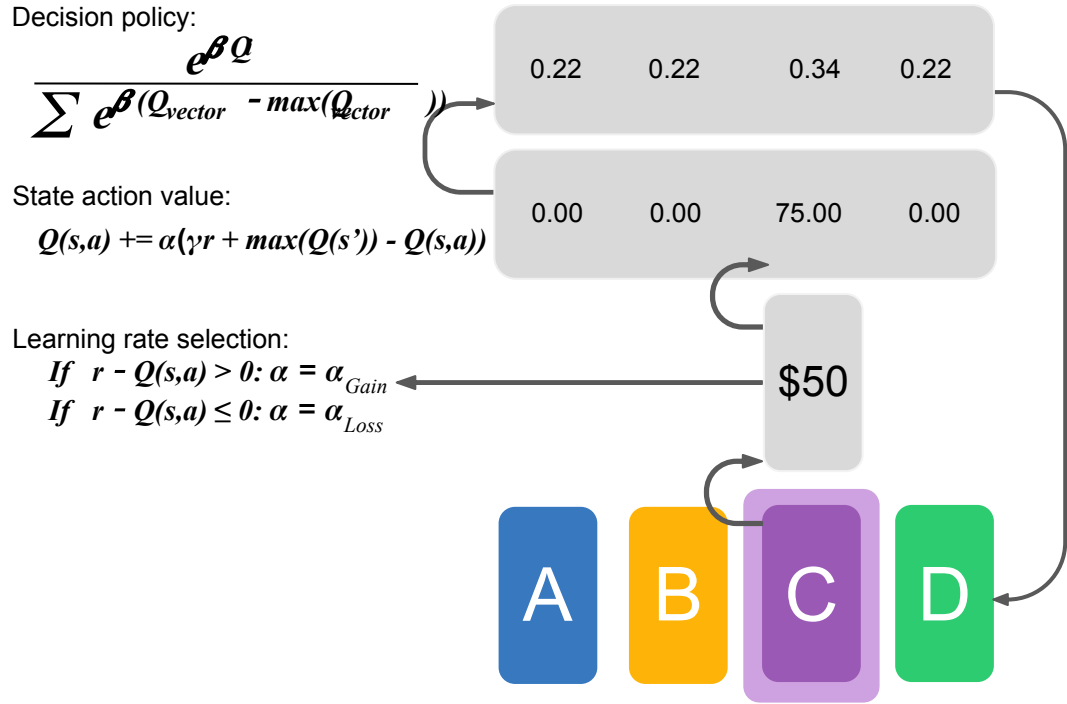 Decision policy:
e^β Q
∑ e^β (Q_vector - max(Q_vector ))
0.22 0.22 0.34 0.22
State action value:
Q(s,a) += α(γr + max(Q(s’)) - Q(s,a))
0.00 0.00 75.00 0.00
Learning rate selection:
If r - Q(s,a) > 0: α = α_Gain
If r - Q(s,a) ≤ 0: α = α_Loss
$50
A B C D